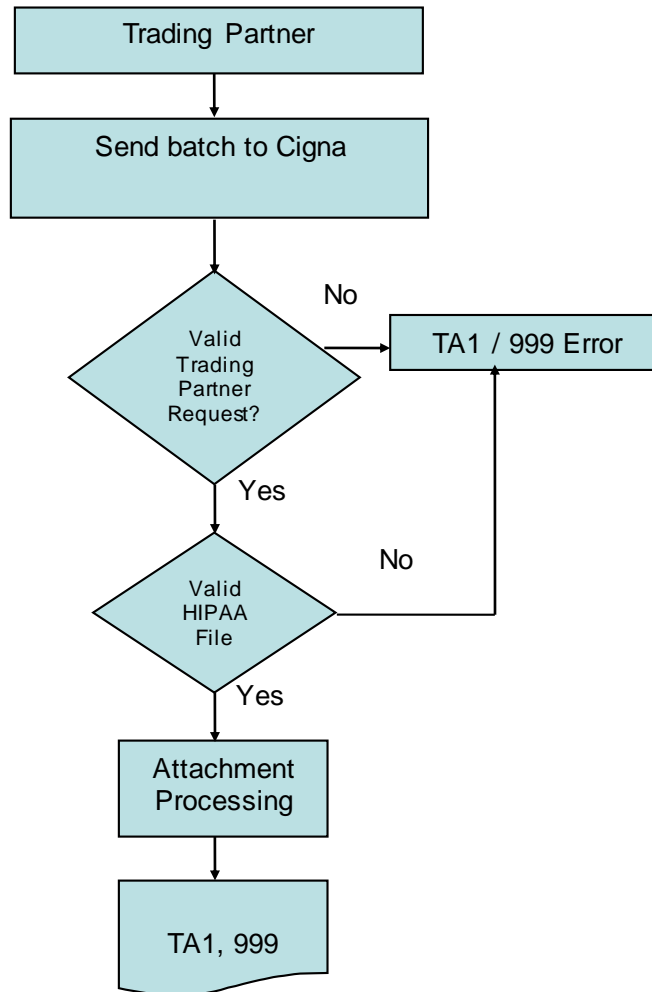 Trading Partner
Send batch to Cigna
No
Valid
Trading
Partner
Request?
TA1 / 999 Error
Yes
No
Valid
HIPAA
File
Yes
Attachment
Processing
TA1, 999